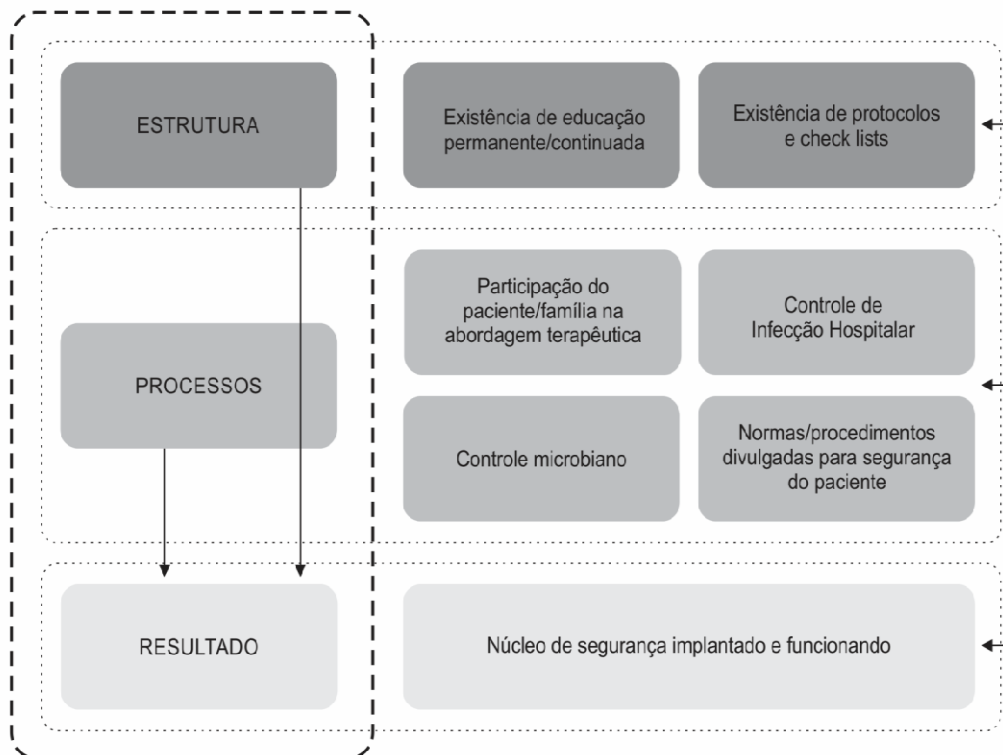 ESTRUTURA
Existência de educação
permanente/continuada
Existência de protocolos
e check lists
PROCESSOS
Participação do
paciente/família na
abordagem terapêutica
Controle de
Infecção Hospitalar
Controle microbiano
Normas/procedimentos
divulgadas para segurança
do paciente
RESULTADO
Núcleo de segurança implantado e funcionando